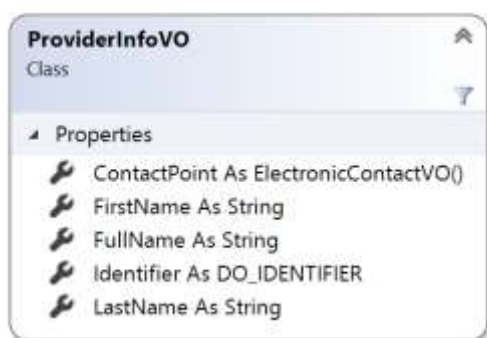 ProviderInfoVO
Class
Properties
ContactPoint As ElectronicContactVO()
FirstName As String
FullName As String
Identifier As DO_IDENTIFIER
LastName As String